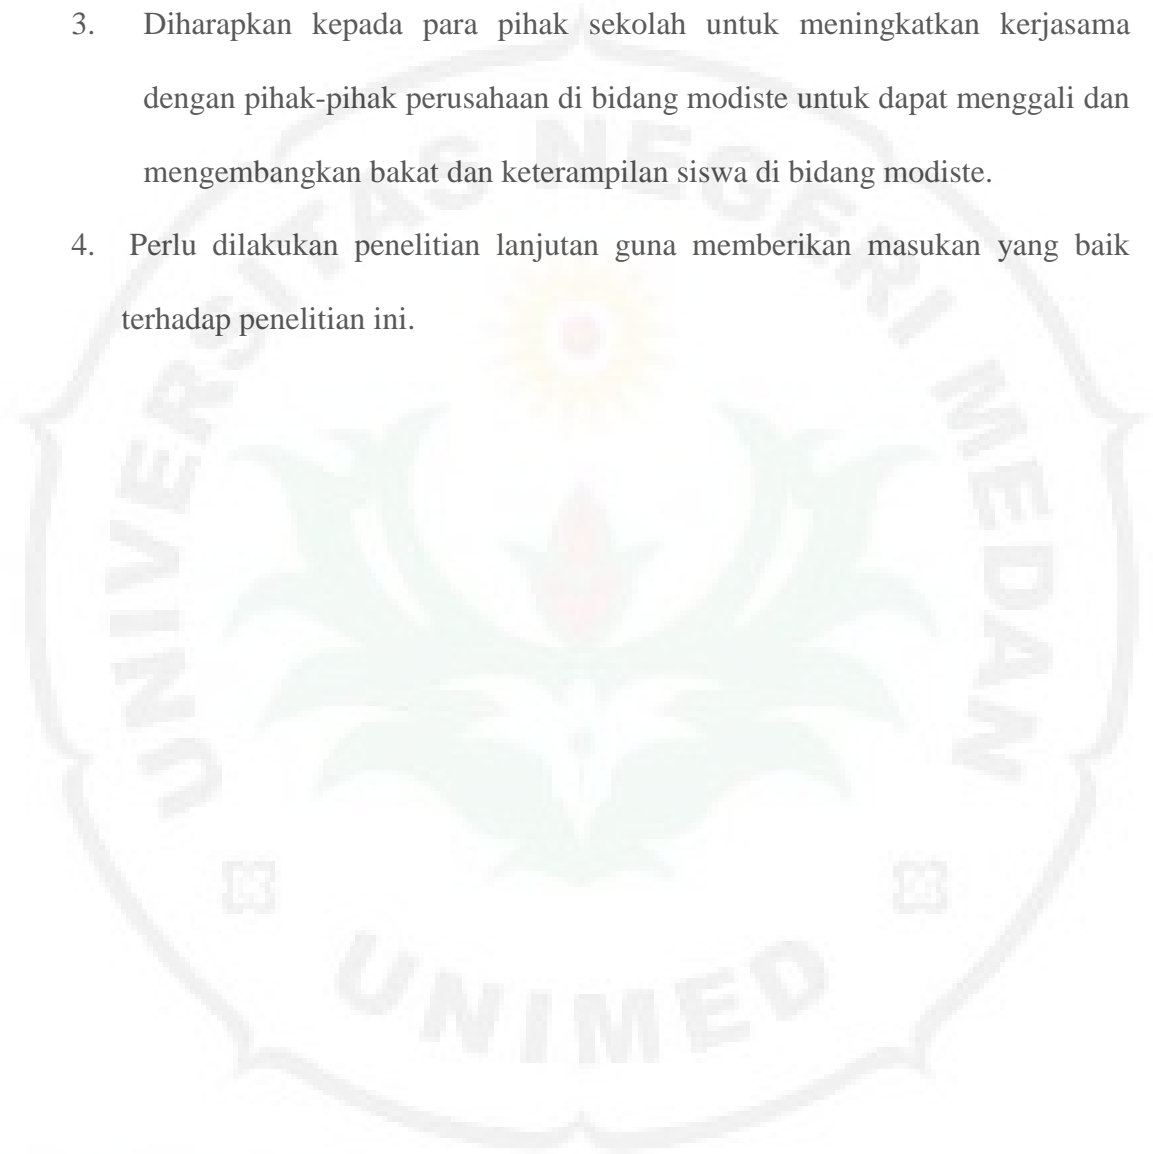 3. Diharapkan kepada para pihak sekolah untuk meningkatkan kerjasama
dengan pihak-pihak perusahaan di bidang modiste untuk dapat menggali dan
mengembangkan bakat dan keterampilan siswa di bidang modiste.
4. Perlu dilakukan penelitian lanjutan guna memberikan masukan yang baik
terhadap penelitian ini.
UNIVERSITAS NEGERI MEDAN
UNIMED